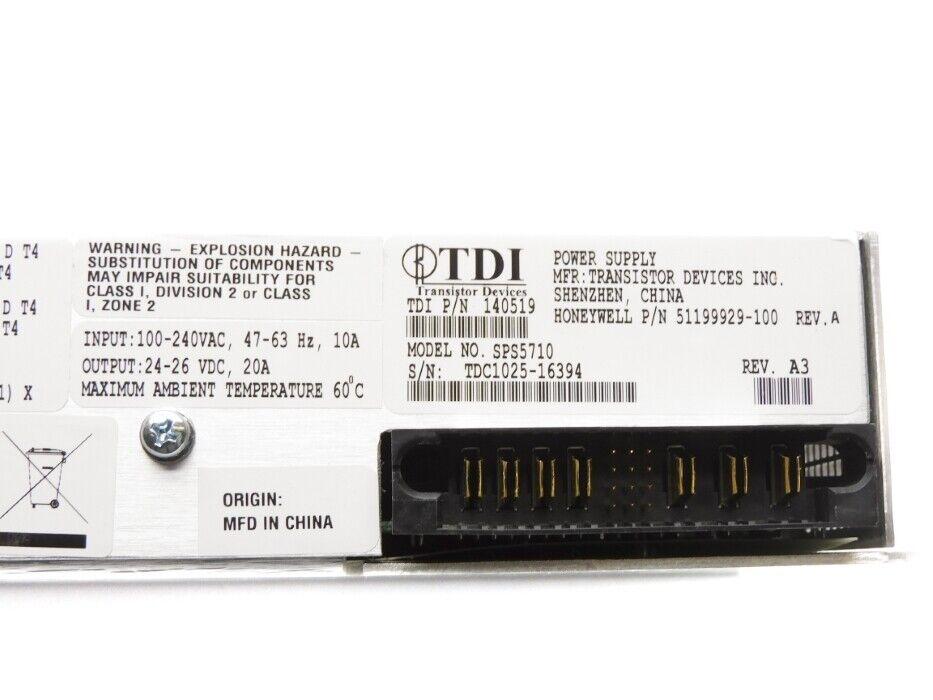 D T4
T4
D T4
T4
1) X
WARNING – EXPLOSION HAZARD –
SUBSTITUTION OF COMPONENTS
MAY IMPAIR SUITABILITY FOR
CLASS I, DIVISION 2 or CLASS
I, ZONE 2
INPUT:100-240VAC, 47-63 Hz, 10A
OUTPUT:24-26 VDC, 20A
MAXIMUM AMBIENT TEMPERATURE 60°C
TDI
Transistor Devices
TDI P/N 140519
MODEL NO. SPS5710
S/N: TDC1025-16394
POWER SUPPLY
MFR:TRANSISTOR DEVICES INC.
SHENZHEN, CHINA
HONEYWELL P/N 51199929-100 REV.A
REV. A3
ORIGIN:
MFD IN CHINA